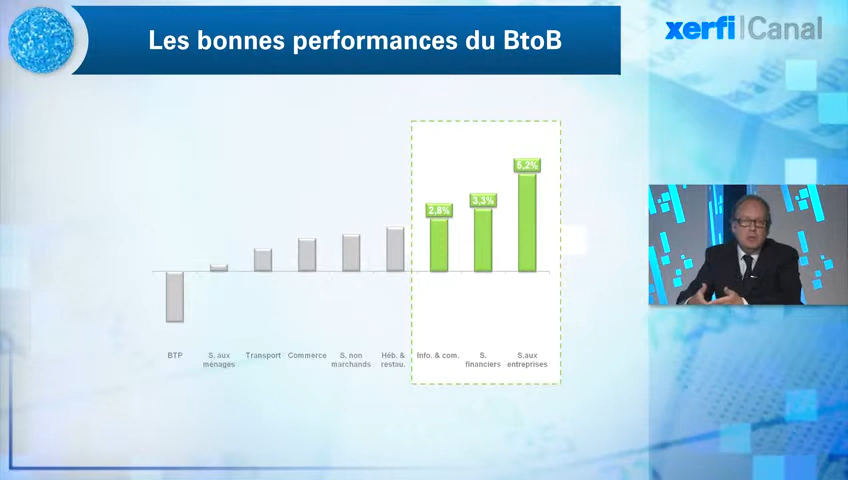 Les bonnes performances du BtoB
xerfi|Canal
5,2%
3,3%
2,8%
BTP
S. aux
ménages
Transport
Commerce
S. non
marchands
Héb. &
restau.
Info. & com.
S.
financiers
S.aux
entreprises